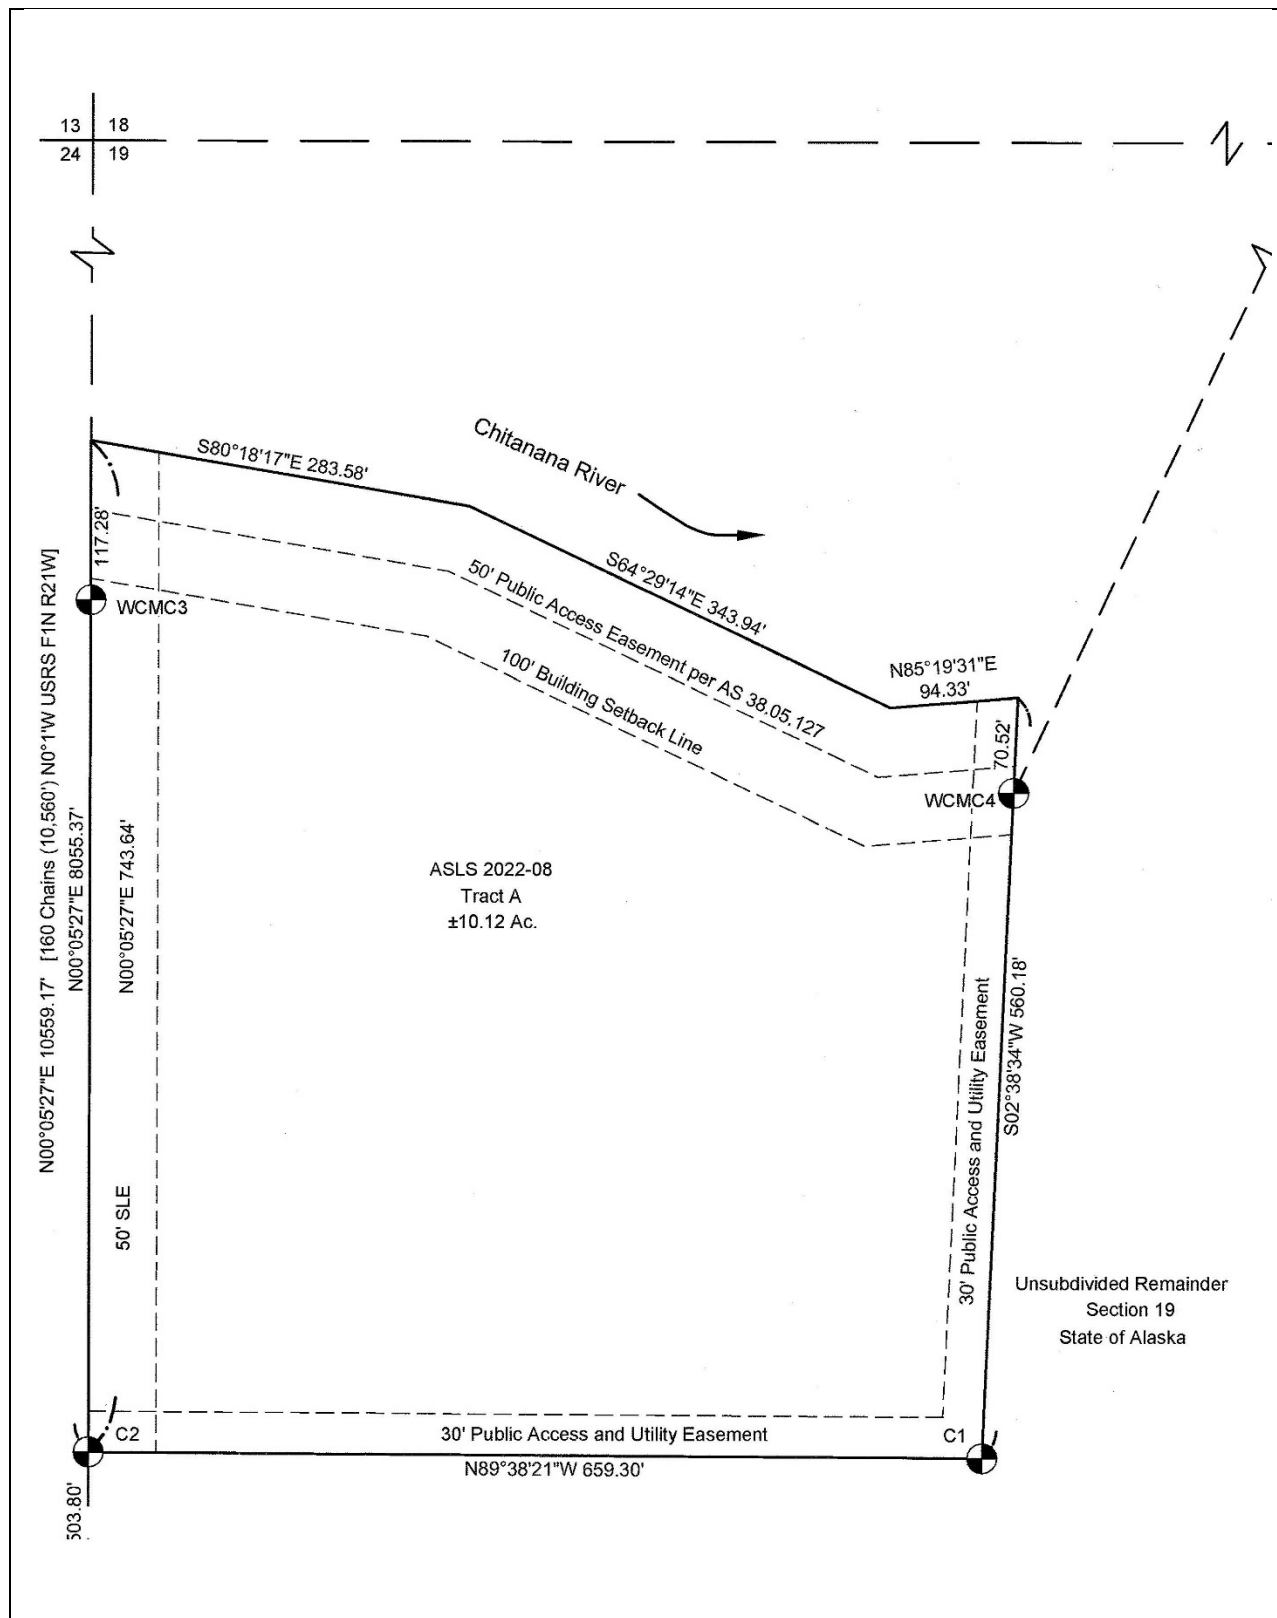 13 18
24 19
Chitanana River
S80°18'17"E 283.58'
S64°29'14"E 343.94'
50' Public Access Easement per AS 38.05.127
100' Building Setback Line
N85°19'31"E
94.33'
117.28'
WCMC3
70.52'
WCMC4
ASLS 2022-08
Tract A
±10.12 Ac.
N00°05'27"E 10559.17' [160 Chains (10,560') N0°1'W USRS F1N R21W]
N00°05'27"E 8055.37'
N00°05'27"E 743.64'
50' SLE
30' Public Access and Utility Easement
S02°38'34"W 560.18'
Unsubdivided Remainder
Section 19
State of Alaska
C2
30' Public Access and Utility Easement
C1
N89°38'21"W 659.30'
503.80'